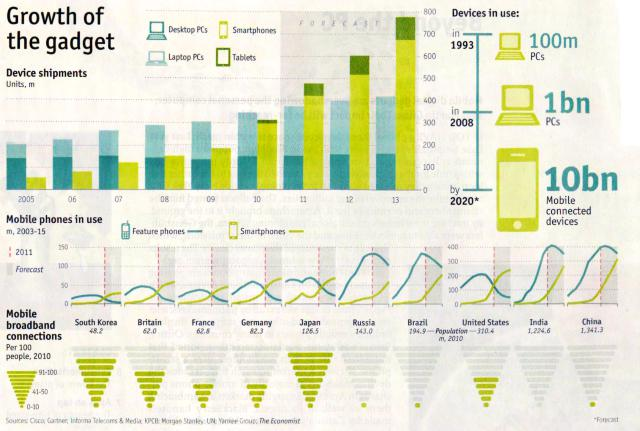 Growth of
the gadget
Device shipments
Units, m
Desktop PCs
Smartphones
Laptop PCs
Tablets
FORECAST
800
700
600
500
400
300
200
100
0
2005 06 07 08 09 10 11 12 13
Devices in use:
in
1993
100m
PCs
in
2008
1bn
PCs
by
2020*
10bn
Mobile
connected
devices
Mobile phones in use
m, 2003-15
Feature phones
Smartphones
2011
Forecast
150
100
50
0
400
300
200
100
0
South Korea Britain France Germany Japan Russia Brazil United States India China
48.2 62.0 62.8 82.3 126.5 143.0 194.9 —Population— 310.4 1,224.6 1,341.3
m, 2010
Mobile
broadband
connections
Per 100
people, 2010
91-100
41-50
0-10
Sources: Cisco; Gartner; Informa Telecoms & Media; KPCB; Morgan Stanley; UN; Yankee Group; The Economist
*Forecast